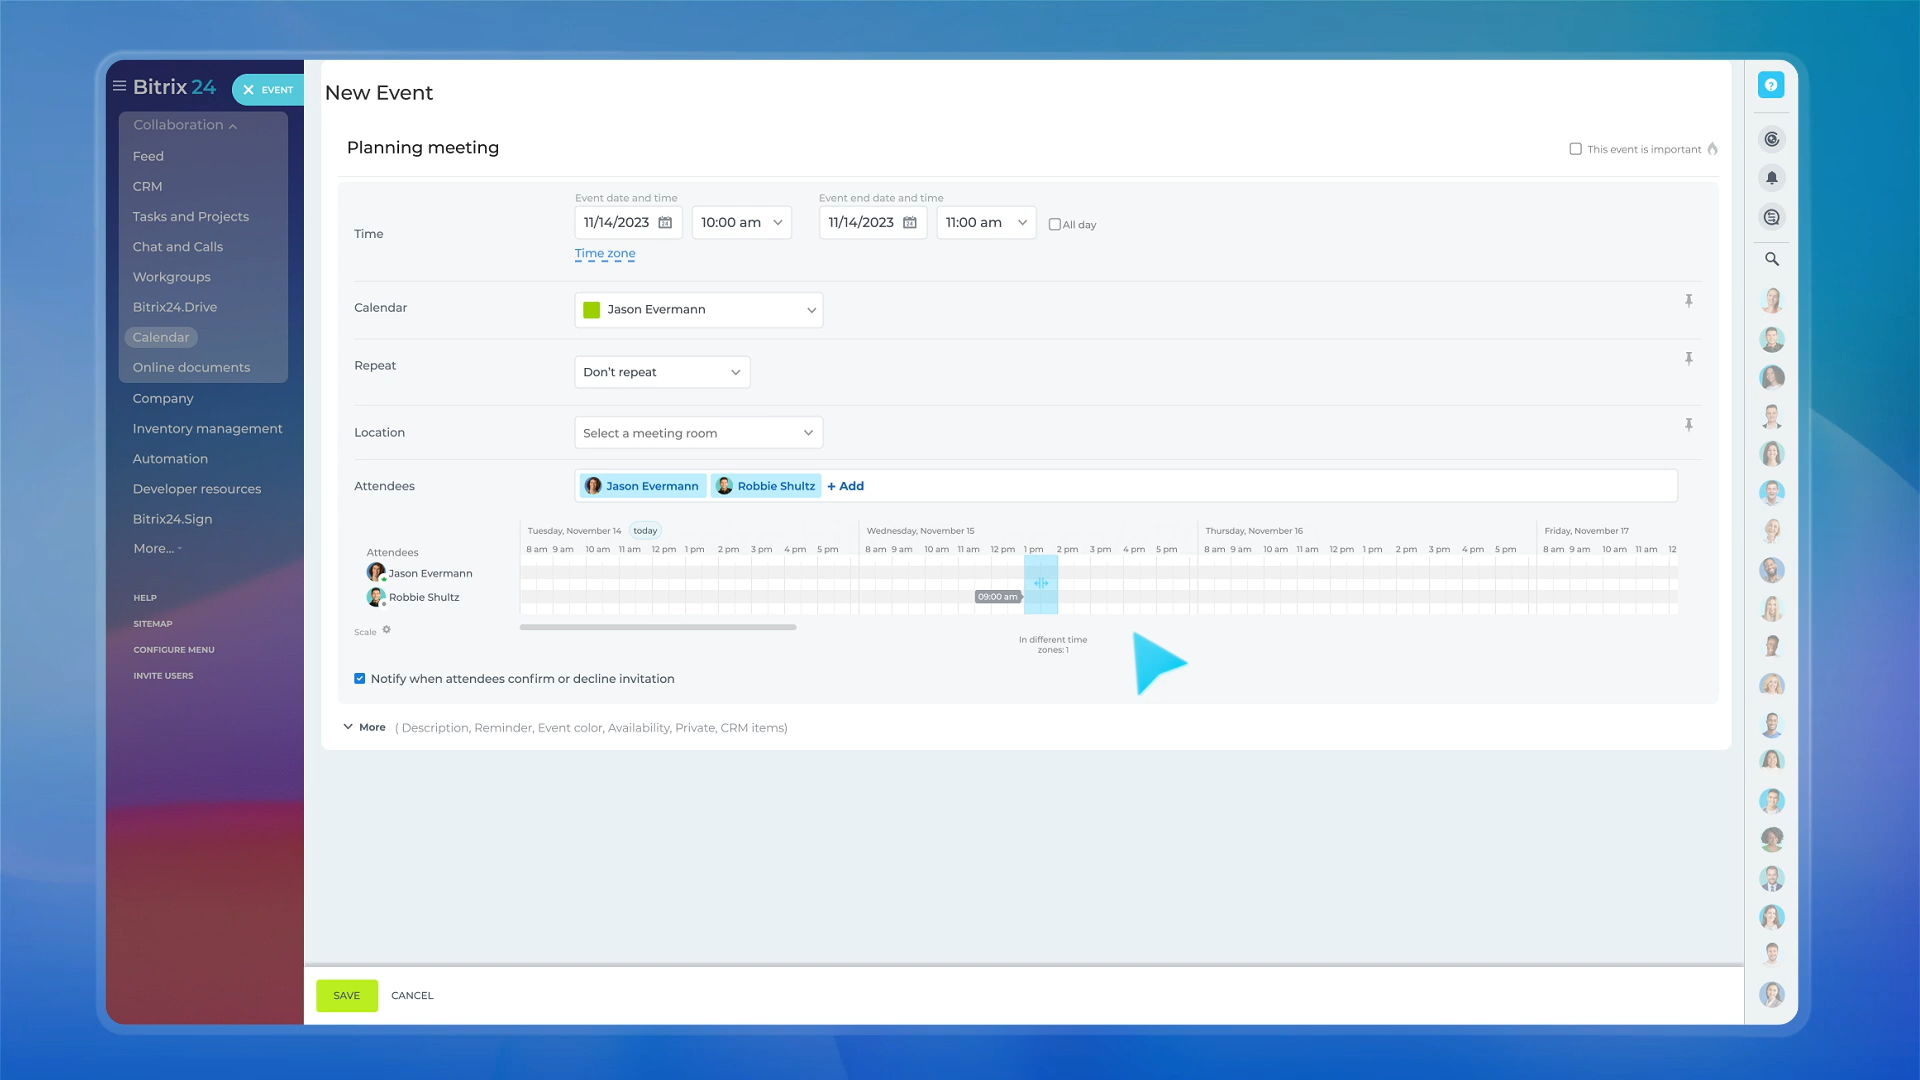 Bitrix 24
EVENT
Collaboration
Feed
CRM
Tasks and Projects
Chat and Calls
Workgroups
Bitrix24.Drive
Calendar
Online documents
Company
Inventory management
Automation
Developer resources
Bitrix24.Sign
More...
HELP
SITEMAP
CONFIGURE MENU
INVITE USERS
New Event
Planning meeting
This event is important
Event date and time
Event end date and time
Time
11/14/2023
10:00 am
11/14/2023
11:00 am
All day
Time zone
Calendar
Jason Evermann
Repeat
Don't repeat
Location
Select a meeting room
Attendees
Jason Evermann
Robbie Shultz
+ Add
Tuesday, November 14 today
Wednesday, November 15
Thursday, November 16
Friday, November 17
8 am 9 am 10 am 11 am 12 pm 1 pm 2 pm 3 pm 4 pm 5 pm
8 am 9 am 10 am 11 am 12 pm 1 pm 2 pm 3 pm 4 pm 5 pm
8 am 9 am 10 am 11 am 12 pm 1 pm 2 pm 3 pm 4 pm 5 pm
8 am 9 am 10 am 11 am 12
Attendees
Jason Evermann
Robbie Shultz
09:00 am
Scale
In different time
zones: 1
Notify when attendees confirm or decline invitation
More ( Description, Reminder, Event color, Availability, Private, CRM items)
SAVE
CANCEL